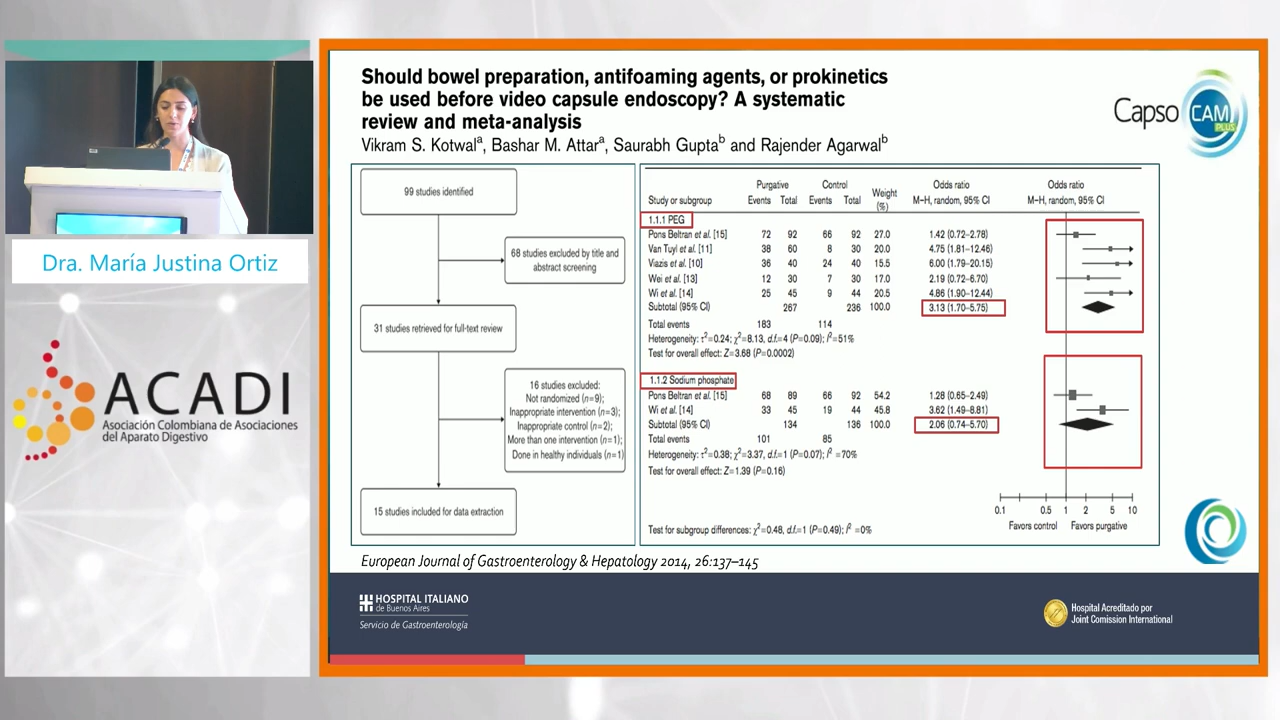 Should bowel preparation, antifoaming agents, or prokinetics
be used before video capsule endoscopy? A systematic
review and meta-analysis
Vikram S. Kotwalᵃ, Bashar M. Attarᵃ, Saurabh Guptaᵇ and Rajender Agarwalᵇ
Capso CAM PLUS
99 studies identified
68 studies excluded by title and
abstract screening
31 studies retrieved for full-text review
16 studies excluded:
Not randomized (n=9);
Inappropriate intervention (n=3);
Inappropriate control (n=2);
More than one intervention (n=1);
Done in healthy individuals (n=1)
15 studies included for data extraction
Purgative Control Odds ratio Odds ratio
Study or subgroup Events Total Events Total Weight (%) M–H, random, 95% CI M–H, random, 95% CI
1.1.1 PEG
Pons Beltran et al. [15] 72 92 66 92 27.0 1.42 (0.72–2.78)
Van Tuyl et al. [11] 38 60 8 30 20.0 4.75 (1.81–12.46)
Viazis et al. [10] 36 40 24 40 15.5 6.00 (1.79–20.15)
Wei et al. [13] 12 30 7 30 17.0 2.19 (0.72–6.70)
Wi et al. [14] 25 45 9 44 20.5 4.86 (1.90–12.44)
Subtotal (95% CI) 267 236 100.0 3.13 (1.70–5.75)
Total events 183 114
Heterogeneity: τ²=0.24; χ²=8.13, d.f.=4 (P=0.09); I²=51%
Test for overall effect: Z=3.68 (P=0.0002)
1.1.2 Sodium phosphate
Pons Beltran et al. [15] 68 89 66 92 54.2 1.28 (0.65–2.49)
Wi et al. [14] 33 45 19 44 45.8 3.62 (1.49–8.81)
Subtotal (95% CI) 134 136 100.0 2.06 (0.74–5.70)
Total events 101 85
Heterogeneity: τ²=0.38; χ²=3.37, d.f.=1 (P=0.07); I²=70%
Test for overall effect: Z=1.39 (P=0.16)
0.1 0.5 1 2 5 10
Favors control Favors purgative
Test for subgroup differences: χ²=0.48, d.f.=1 (P=0.49); I²=0%
European Journal of Gastroenterology & Hepatology 2014, 26:137–145
HOSPITAL ITALIANO
de Buenos Aires
Servicio de Gastroenterología
Hospital Acreditado por
Joint Comission International
Dra. María Justina Ortiz
ACADI
Asociación Colombiana de Asociaciones
del Aparato Digestivo